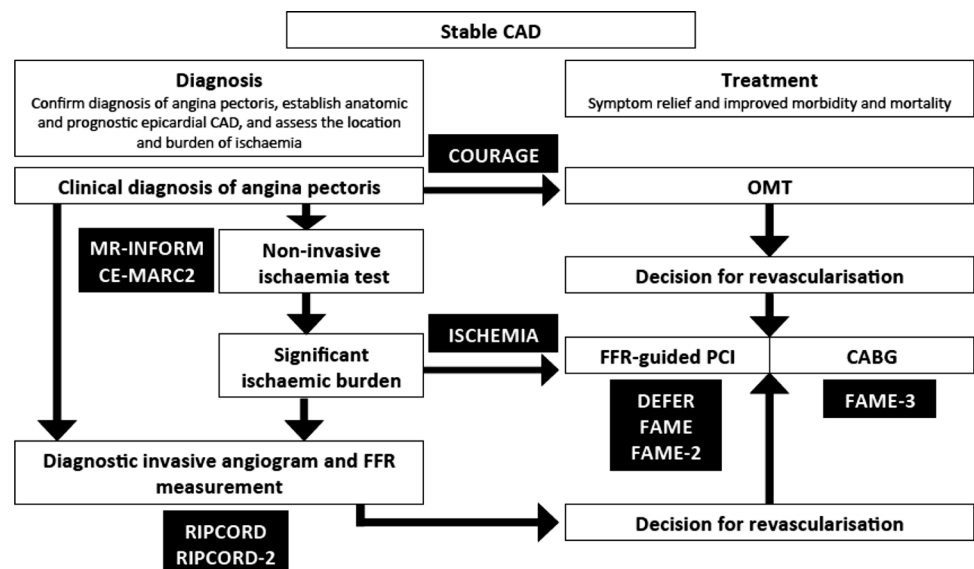 Stable CAD
Diagnosis
Confirm diagnosis of angina pectoris, establish anatomic
and prognostic epicardial CAD, and assess the location
and burden of ischaemia
Treatment
Symptom relief and improved morbidity and mortality
COURAGE
Clinical diagnosis of angina pectoris
OMT
MR-INFORM
CE-MARC2
Non-invasive
ischaemia test
Decision for revascularisation
ISCHEMIA
Significant
ischaemic burden
FFR-guided PCI
CABG
DEFER
FAME
FAME-2
FAME-3
Diagnostic invasive angiogram and FFR
measurement
RIPCORD
RIPCORD-2
Decision for revascularisation